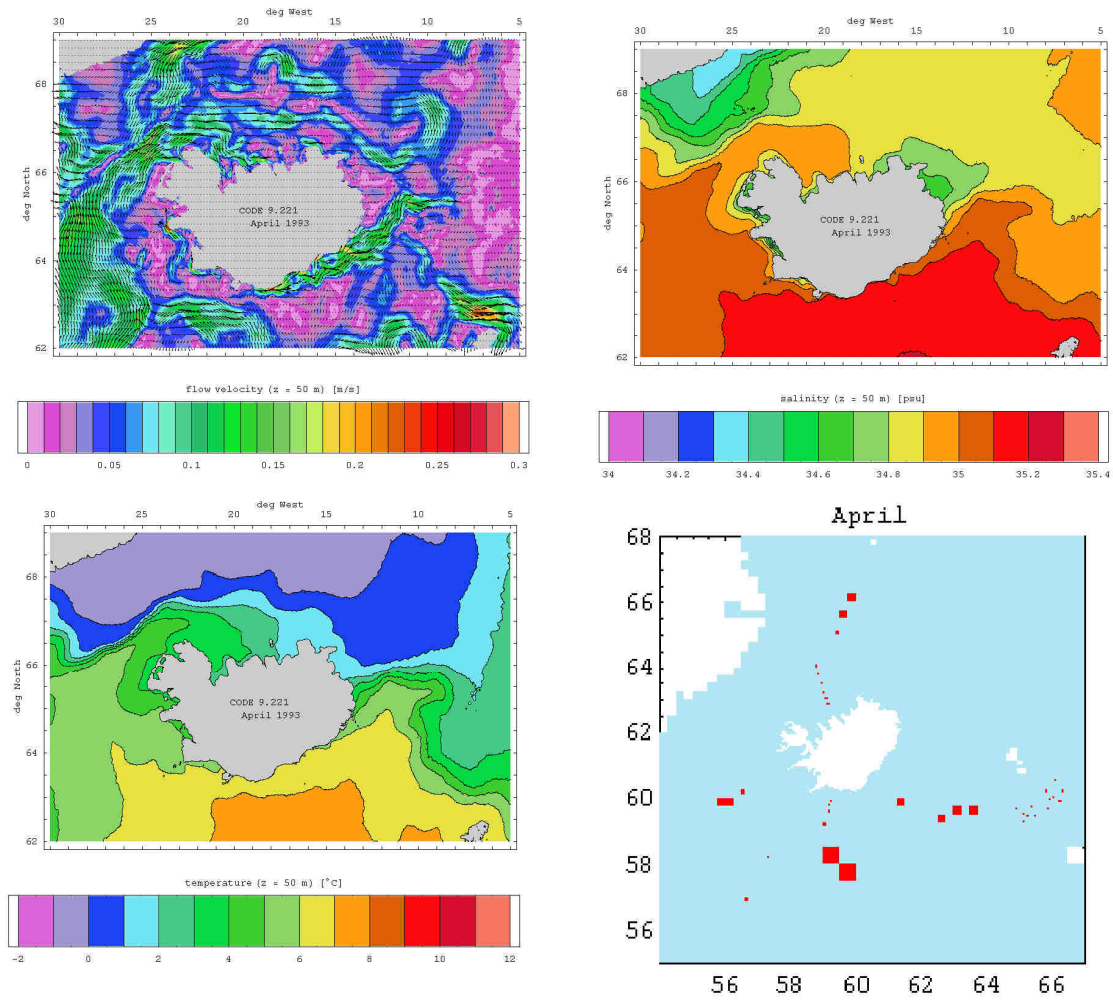 deg West
30 25 20 15 10 5
68
66
64
62
deg North
CODE 9.221
April 1993
flow velocity (z = 50 m) [m/s]
0 0.05 0.1 0.15 0.2 0.25 0.3
deg West
30 25 20 15 10 5
68
66
64
62
deg North
CODE 9.221
April 1993
salinity (z = 50 m) [psu]
34 34.2 34.4 34.6 34.8 35 35.2 35.4
deg West
30 25 20 15 10 5
68
66
64
62
deg North
CODE 9.221
April 1993
temperature (z = 50 m) [°C]
-2 0 2 4 6 8 10 12
April
68
66
64
62
60
58
56
56 58 60 62 64 66